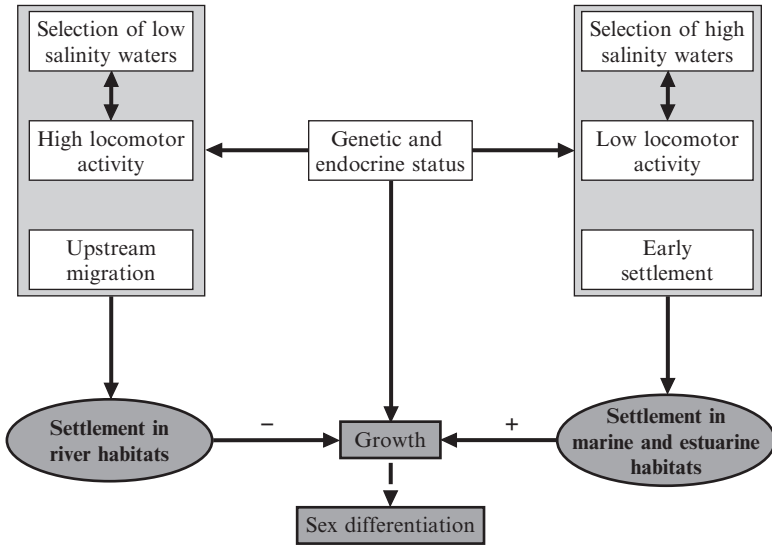 Selection of low
salinity waters
High locomotor
activity
Upstream
migration
Genetic and
endocrine status
Selection of high
salinity waters
Low locomotor
activity
Early
settlement
Settlement in
river habitats
−
Growth
+
Settlement in
marine and estuarine
habitats
Sex differentiation